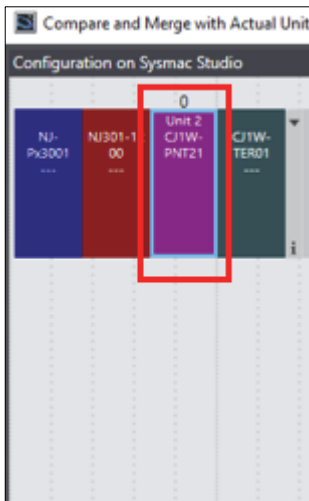 Compare and Merge with Actual Unit
Configuration on Sysmac Studio
0
NJ-
Px3001
---
NJ301-1
00
---
Unit 2
CJ1W-
PNT21
CJ1W-
TER01
---
i